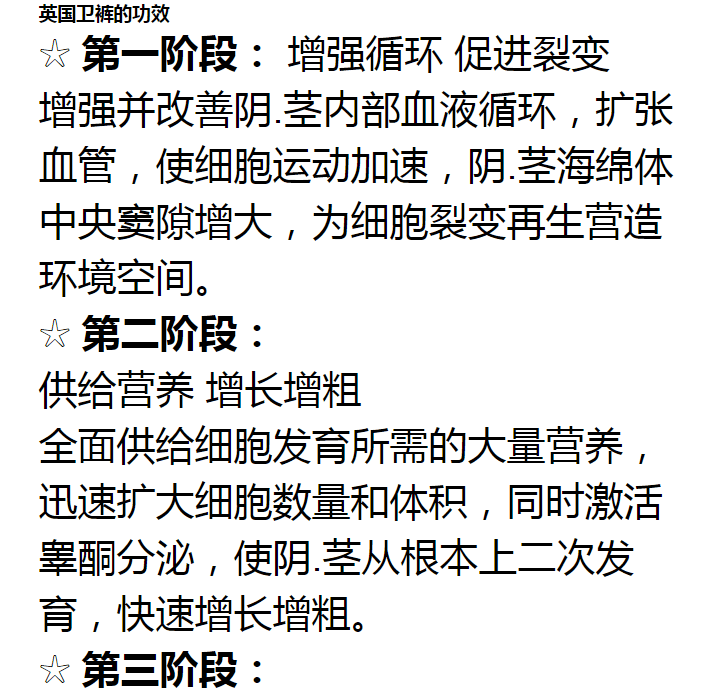 英国卫裤的功效
☆ 第一阶段： 增强循环 促进裂变
增强并改善阴.茎内部血液循环，扩张
血管，使细胞运动加速，阴.茎海绵体
中央窦隙增大，为细胞裂变再生营造
环境空间。
☆ 第二阶段：
供给营养 增长增粗
全面供给细胞发育所需的大量营养，
迅速扩大细胞数量和体积，同时激活
睾酮分泌，使阴.茎从根本上二次发
育，快速增长增粗。
☆ 第三阶段：